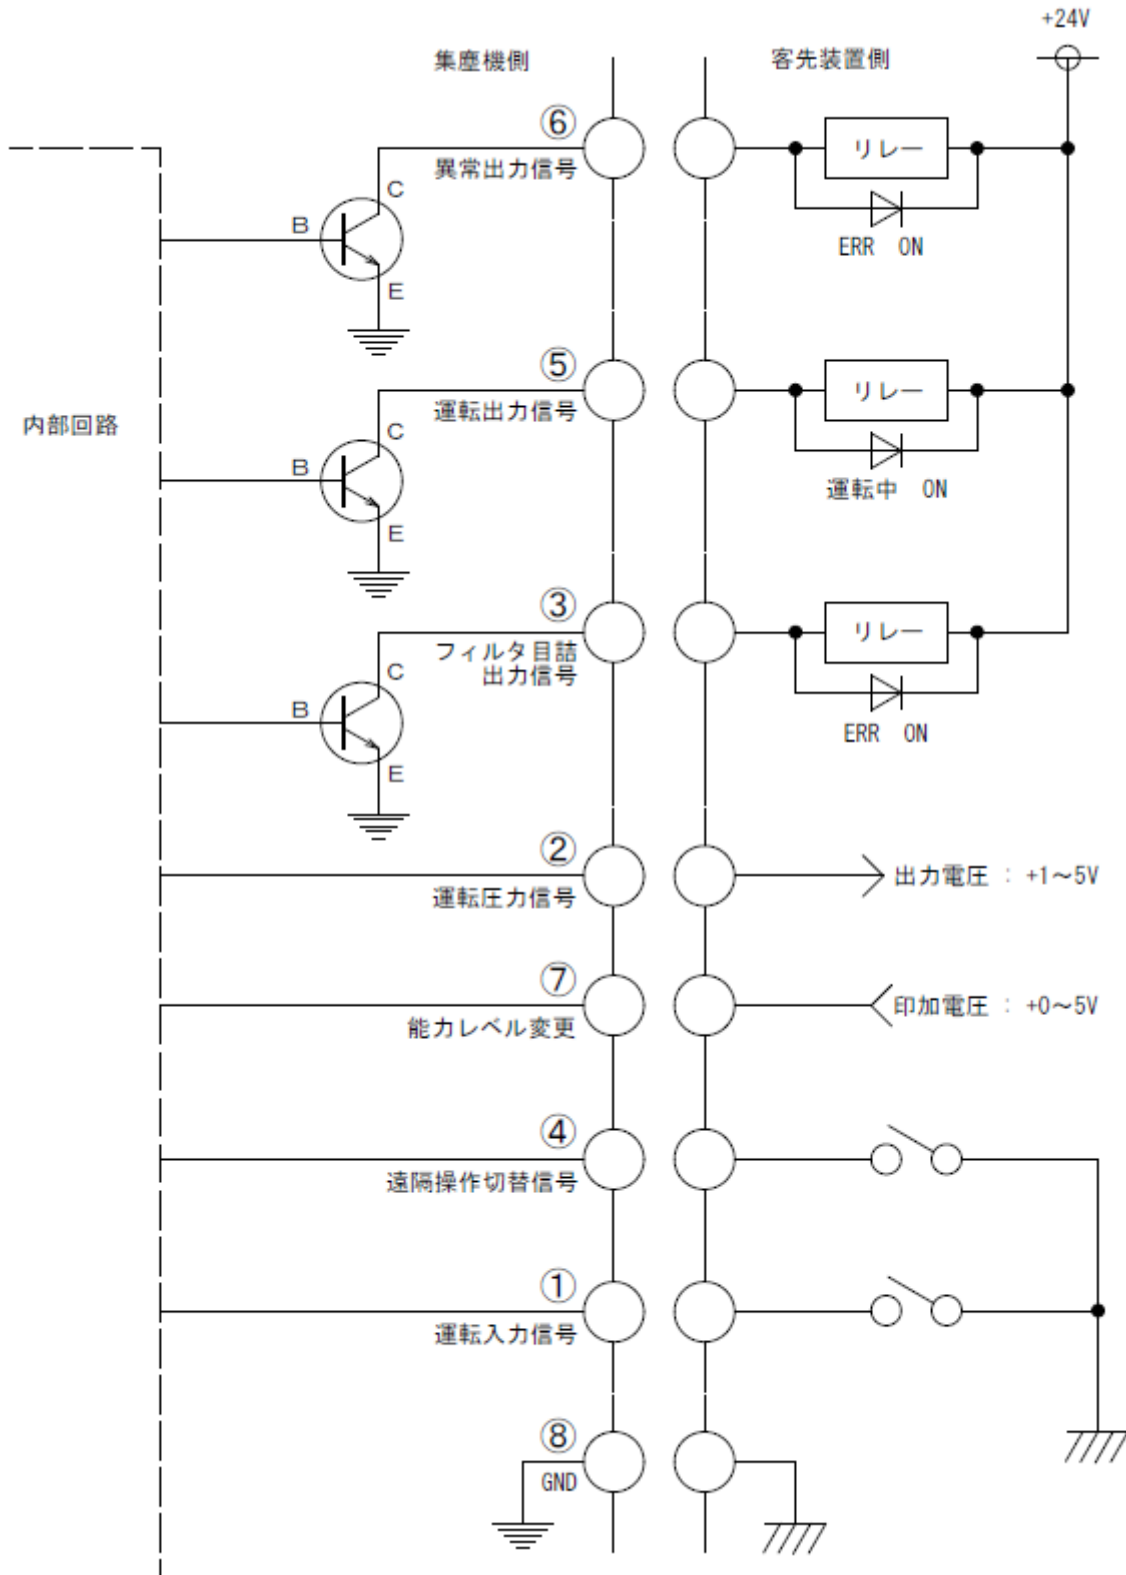 +24V
集塵機側
客先装置側
⑥
異常出力信号
リレー
C
B
E
ERR ON
⑤
運転出力信号
リレー
内部回路
C
B
E
運転中 ON
③
フィルタ目詰
出力信号
リレー
C
B
E
ERR ON
②
運転圧力信号
出力電圧 : +1～5V
⑦
能力レベル変更
印加電圧 : +0～5V
④
遠隔操作切替信号
①
運転入力信号
⑧
GND